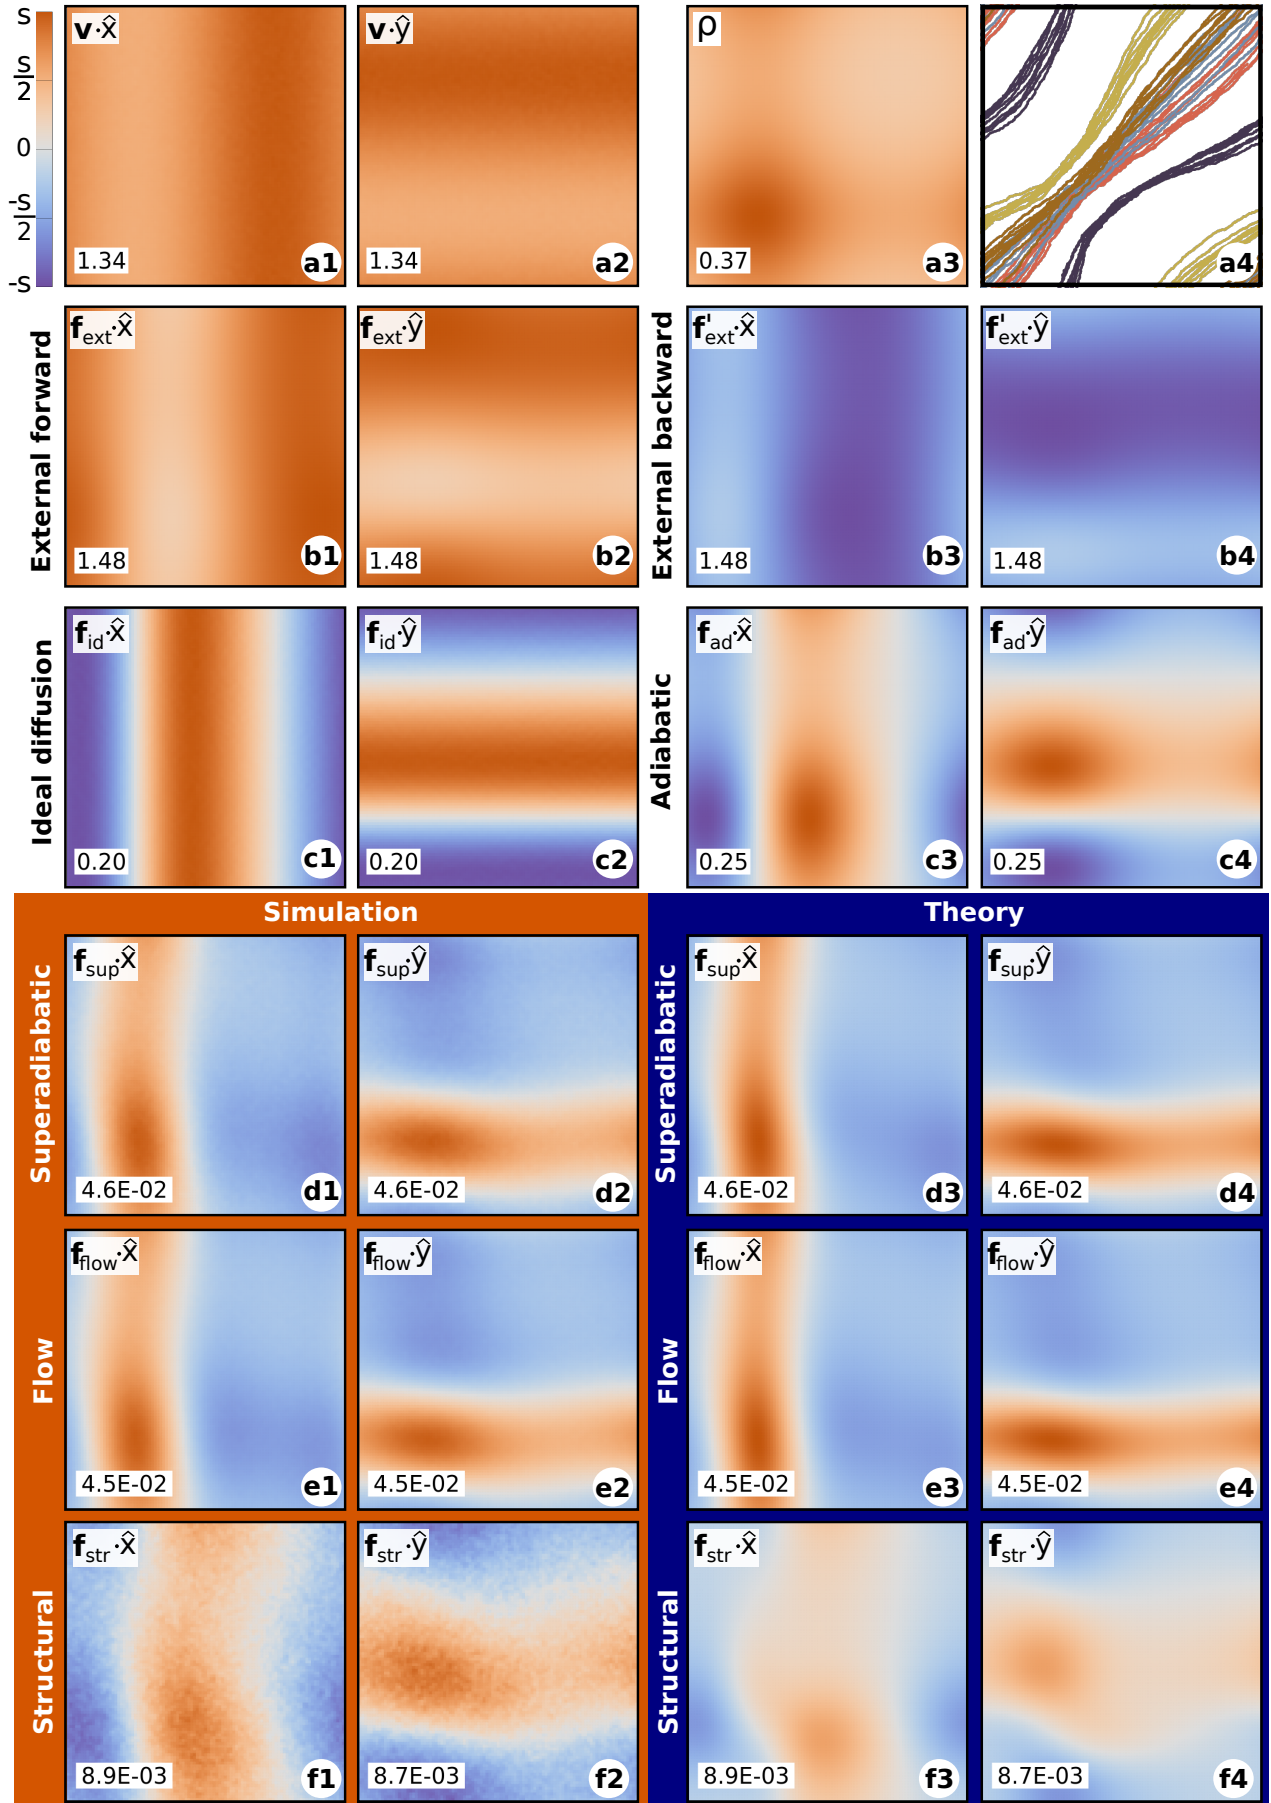 S
S
2
0
-S
2
-S
v·x̂
1.34
a1
v·ŷ
1.34
a2
ρ
0.37
a3
a4
External forward
f_ext·x̂
1.48
b1
f_ext·ŷ
1.48
b2
External backward
f'_ext·x̂
1.48
b3
f'_ext·ŷ
1.48
b4
Ideal diffusion
f_id·x̂
0.20
c1
f_id·ŷ
0.20
c2
Adiabatic
f_ad·x̂
0.25
c3
f_ad·ŷ
0.25
c4
Simulation
Theory
Superadiabatic
f_sup·x̂
4.6E-02
d1
f_sup·ŷ
4.6E-02
d2
Superadiabatic
f_sup·x̂
4.6E-02
d3
f_sup·ŷ
4.6E-02
d4
Flow
f_flow·x̂
4.5E-02
e1
f_flow·ŷ
4.5E-02
e2
Flow
f_flow·x̂
4.5E-02
e3
f_flow·ŷ
4.5E-02
e4
Structural
f_str·x̂
8.9E-03
f1
f_str·ŷ
8.7E-03
f2
Structural
f_str·x̂
8.9E-03
f3
f_str·ŷ
8.7E-03
f4